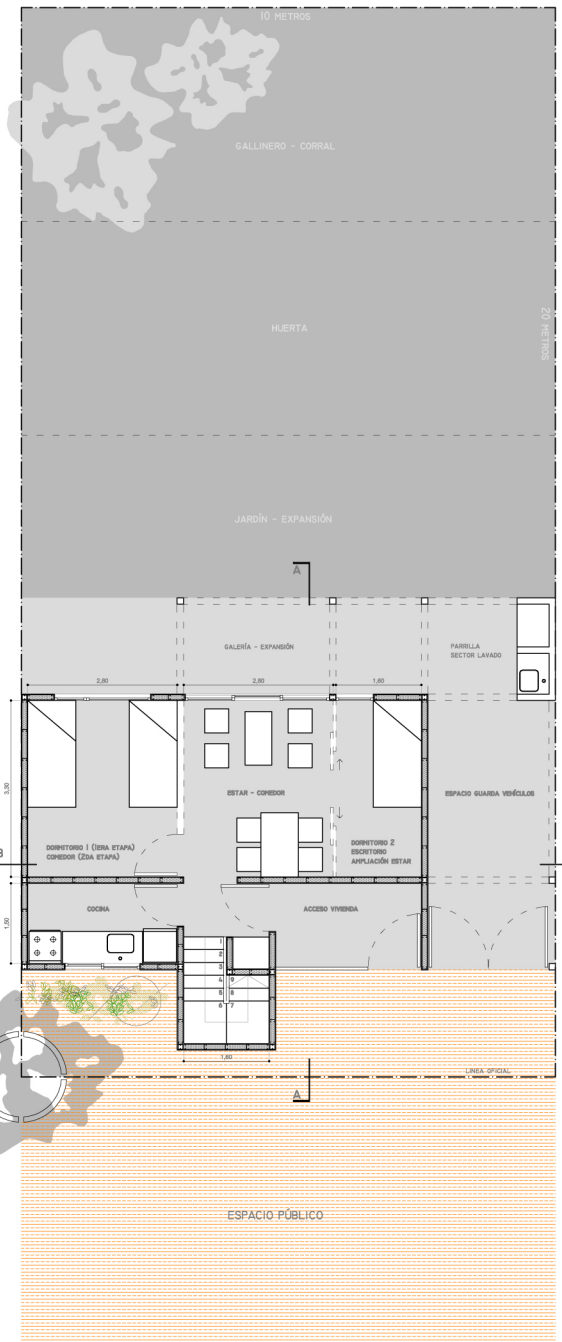 10 METROS
GALLINERO - CORRAL
20 METROS
HUERTA
JARDÍN - EXPANSIÓN
A
GALERÍA - EXPANSIÓN
PARRILLA
SECTOR LAVADO
2,80
2,80
1,60
3,30
ESTAR - COMEDOR
ESPACIO GUARDA VEHÍCULOS
DORMITORIO 1 (1ERA ETAPA)
COMEDOR (2DA ETAPA)
DORMITORIO 2
ESCRITORIO
AMPLIACIÓN ESTAR
B
COCINA
ACCESO VIVIENDA
1,50
1
2
3
4
9
5
8
6
7
1,60
LINEA OFICIAL
A
ESPACIO PÚBLICO